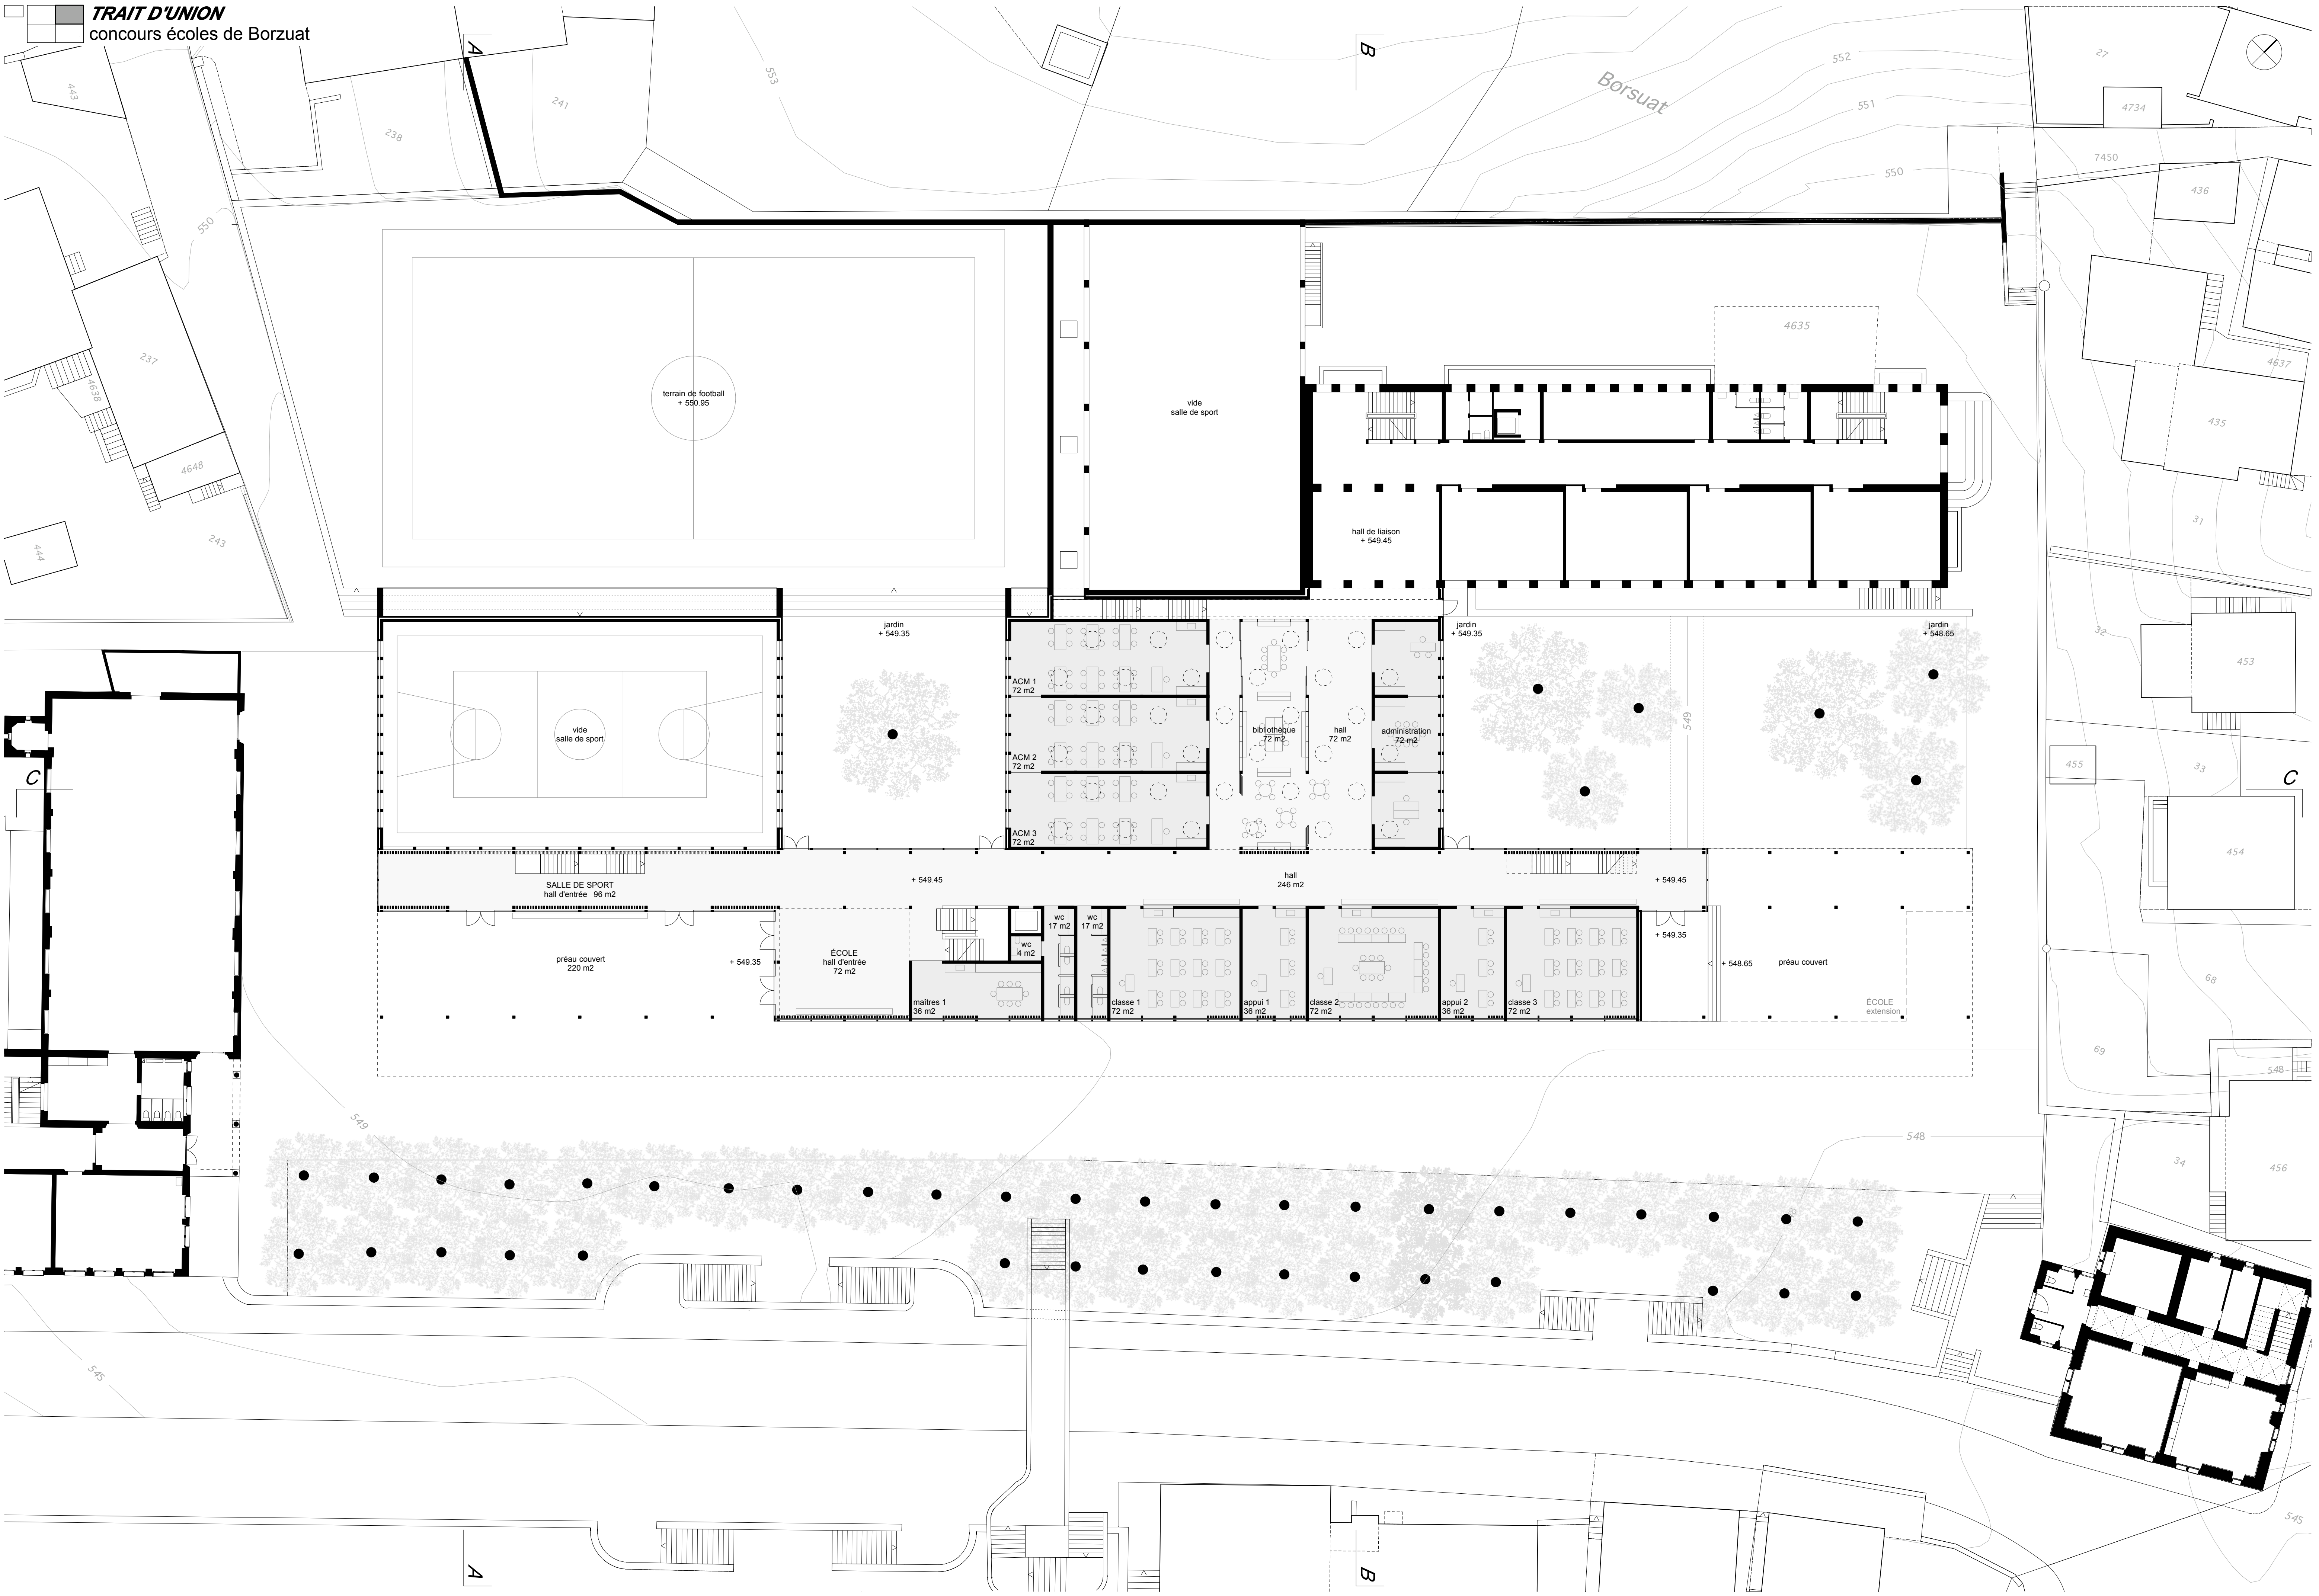 TRAIT D'UNION
concours écoles de Borzuat
A
B
553
552
551
550
Borsuat
27
4734
7450
436
443
238
241
550
237
4638
4648
243
444
4637
435
31
4635
terrain de football
+ 550.95
vide
salle de sport
hall de liaison
+ 549.45
jardin
+ 549.35
jardin
+ 549.35
jardin
+ 548.65
32
453
ACM 1
72 m2
ACM 2
72 m2
ACM 3
72 m2
vide
salle de sport
bibliothèque
72 m2
hall
72 m2
administration
72 m2
549
455
33
C
C
454
SALLE DE SPORT
hall d'entrée 96 m2
+ 549.45
hall
246 m2
+ 549.45
préau couvert
220 m2
+ 549.35
ÉCOLE
hall d'entrée
72 m2
wc
4 m2
wc
17 m2
wc
17 m2
maîtres 1
36 m2
classe 1
72 m2
appui 1
36 m2
classe 2
72 m2
appui 2
36 m2
classe 3
72 m2
+ 549.35
+ 548.65
préau couvert
ÉCOLE
extension
68
69
548
549
548
34
456
545
545
A
B